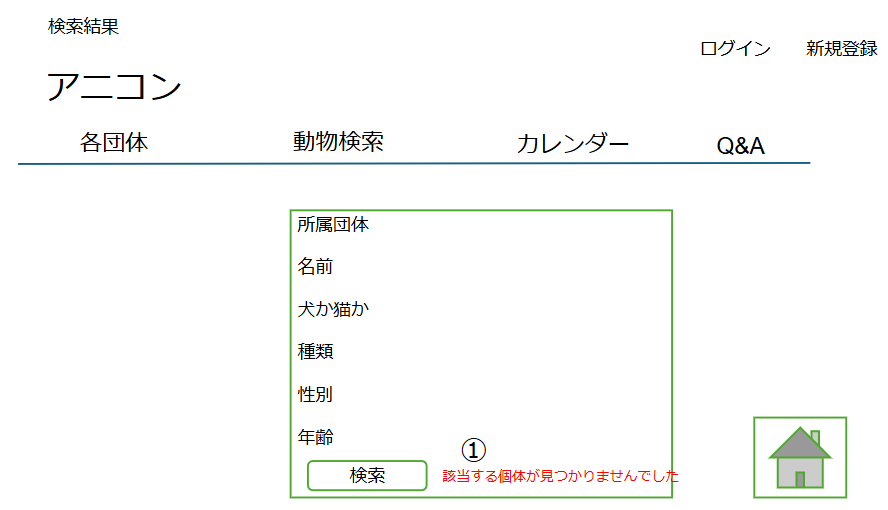 検索結果
ログイン 新規登録
アニコン
各団体 動物検索 カレンダー Q&A
所属団体
名前
犬か猫か
種類
性別
年齢
①
検索 該当する個体が見つかりませんでした